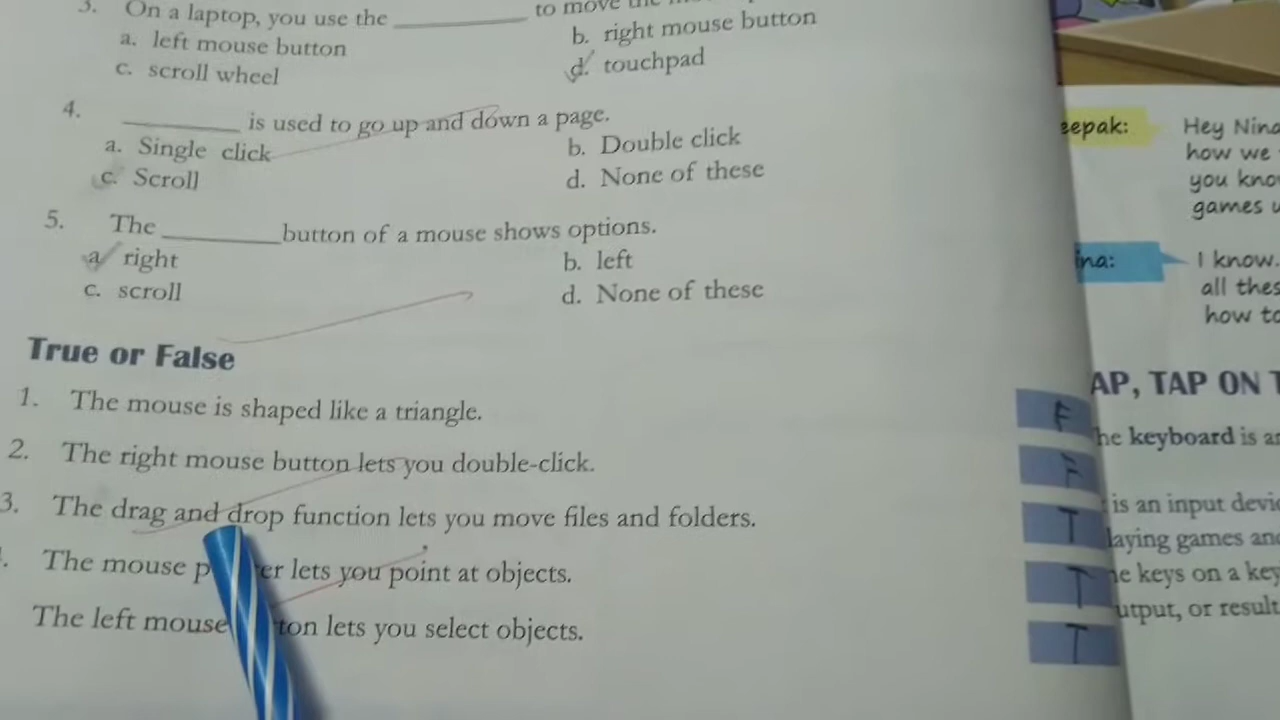 3. On a laptop, you use the __________ to move the
a. left mouse button b. right mouse button
c. scroll wheel d. touchpad
4. __________ is used to go up and down a page.
a. Single click b. Double click
c. Scroll d. None of these
5. The __________ button of a mouse shows options.
a. right b. left
c. scroll d. None of these
True or False
1. The mouse is shaped like a triangle. F
2. The right mouse button lets you double-click. F
3. The drag and drop function lets you move files and folders. T
The mouse p er lets you point at objects. T
The left mouse ton lets you select objects. T
eepak: Hey Nina
how we
you kno
games u
ina: I know.
all thes
how to
AP, TAP ON T
he keyboard is an
is an input devic
laying games and
e keys on a key
utput, or result